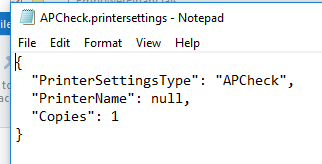 APCheck.printersettings - Notepad
File Edit Format View Help
{
  "PrinterSettingsType": "APCheck",
  "PrinterName": null,
  "Copies": 1
}